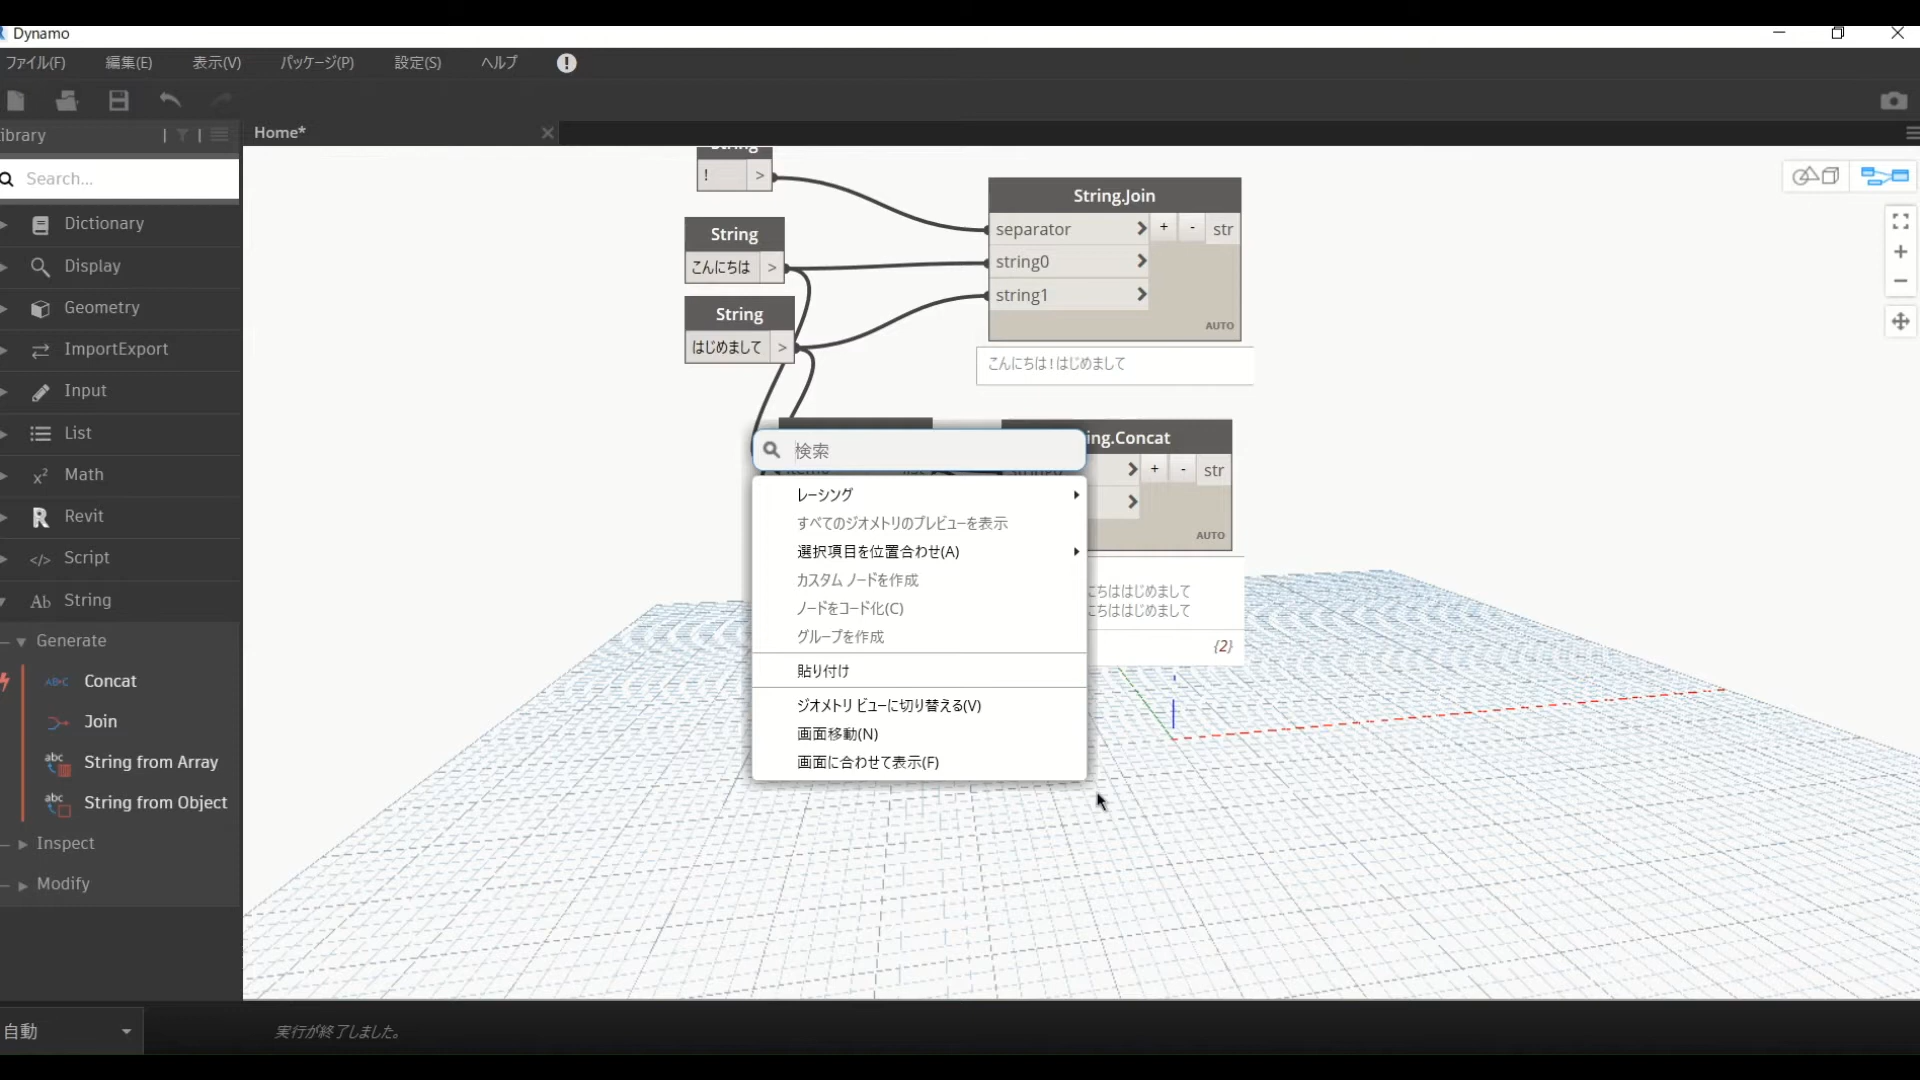 Dynamo
ファイル(F) 編集(E) 表示(V) パッケージ(P) 設定(S) ヘルプ
ibrary
Home*
Search...
Dictionary
Display
Geometry
ImportExport
Input
List
Math
Revit
Script
String
Generate
Concat
Join
String from Array
String from Object
Inspect
Modify
String
! >
String
こんにちは >
String
はじめまして >
String.Join
separator + - str
string0
string1
AUTO
こんにちは!はじめまして
ing.Concat
+ - str
AUTO
こちははじめまして
こちははじめまして
{2}
検索
レーシング
すべてのジオメトリのプレビューを表示
選択項目を位置合わせ(A)
カスタム ノードを作成
ノードをコード化(C)
グループを作成
貼り付け
ジオメトリ ビューに切り替える(V)
画面移動(N)
画面に合わせて表示(F)
自動
実行が終了しました。